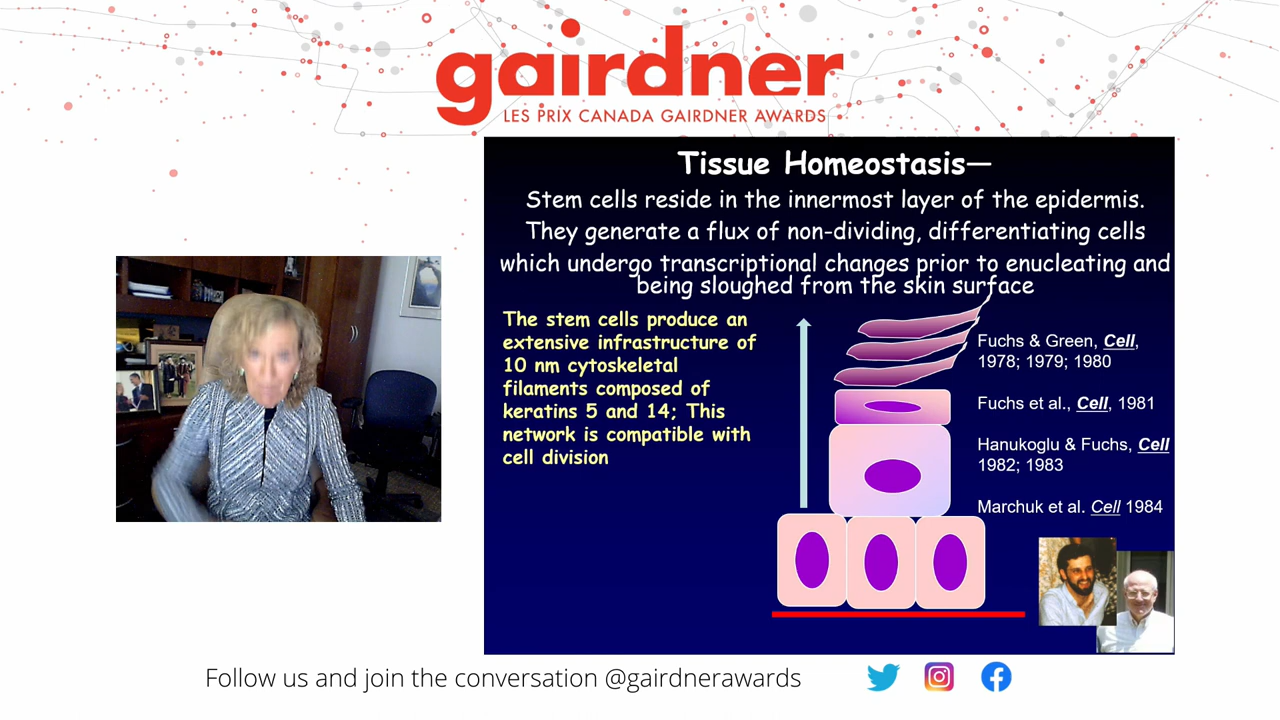 gairdner
LES PRIX CANADA GAIRDNER AWARDS
Tissue Homeostasis—
Stem cells reside in the innermost layer of the epidermis.
They generate a flux of non-dividing, differentiating cells
which undergo transcriptional changes prior to enucleating and
being sloughed from the skin surface
The stem cells produce an
extensive infrastructure of
10 nm cytoskeletal
filaments composed of
keratins 5 and 14; This
network is compatible with
cell division
Fuchs & Green, Cell,
1978; 1979; 1980
Fuchs et al., Cell, 1981
Hanukoglu & Fuchs, Cell
1982; 1983
Marchuk et al. Cell 1984
Follow us and join the conversation @gairdnerawards